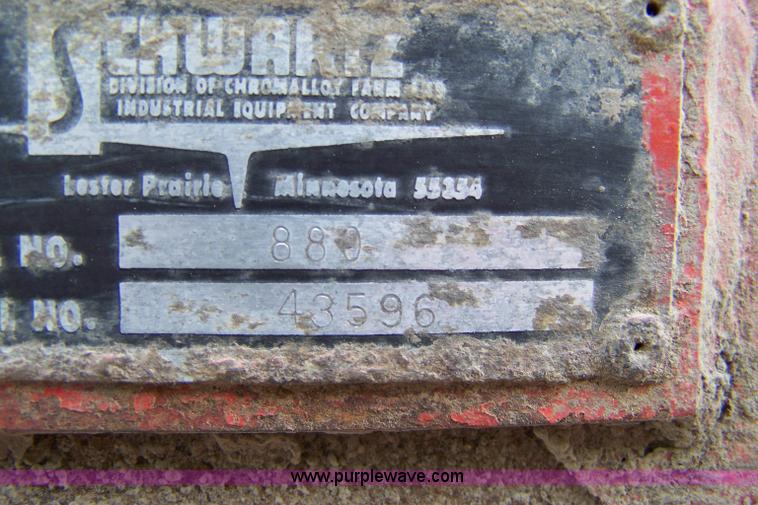 SCHWARTZ
DIVISION OF CHROMALLOY FARM AND
INDUSTRIAL EQUIPMENT COMPANY
Lester Prairie Minnesota 55354
NO. 880
NO. 43596
www.purplewave.com